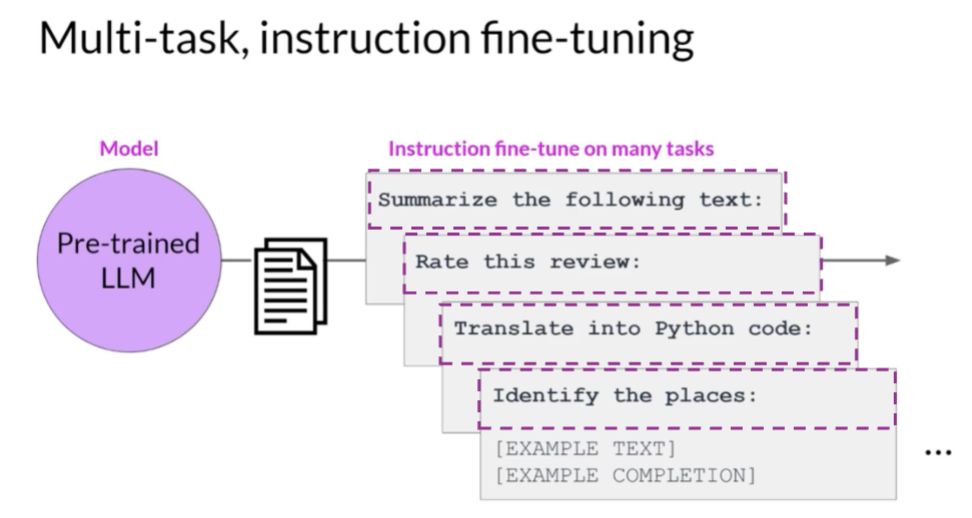 Multi-task, instruction fine-tuning
Model
Instruction fine-tune on many tasks
Pre-trained
LLM
Summarize the following text:
Rate this review:
Translate into Python code:
Identify the places:
[EXAMPLE TEXT]
[EXAMPLE COMPLETION]
...